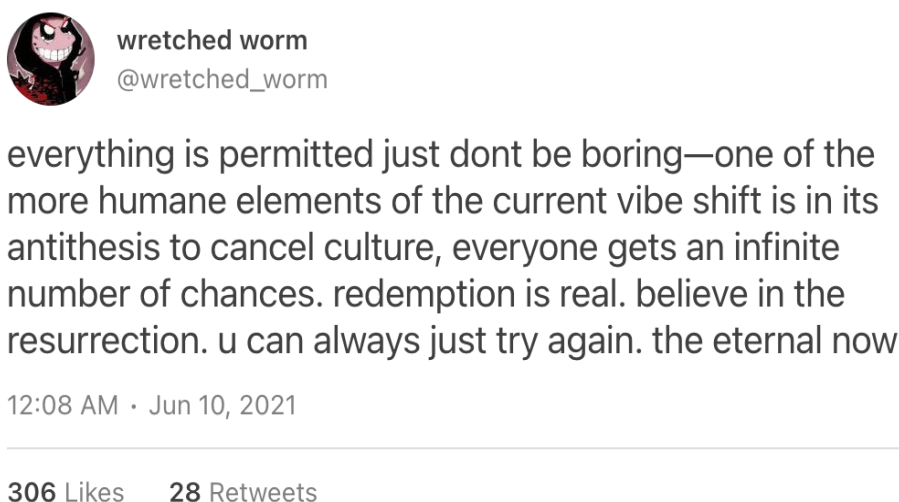 wretched worm
@wretched_worm
everything is permitted just dont be boring—one of the
more humane elements of the current vibe shift is in its
antithesis to cancel culture, everyone gets an infinite
number of chances. redemption is real. believe in the
resurrection. u can always just try again. the eternal now
12:08 AM · Jun 10, 2021
306 Likes 28 Retweets